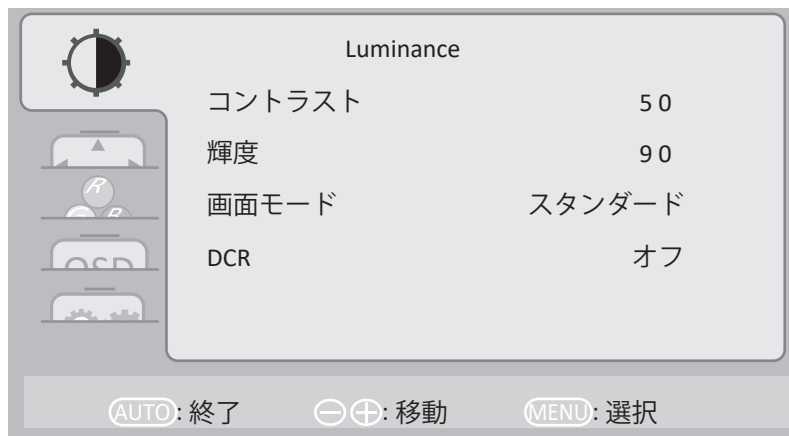 Luminance
コントラスト 50
輝度 90
画面モード スタンダード
DCR オフ
R
OSD
AUTO: 終了 : 移動 MENU: 選択